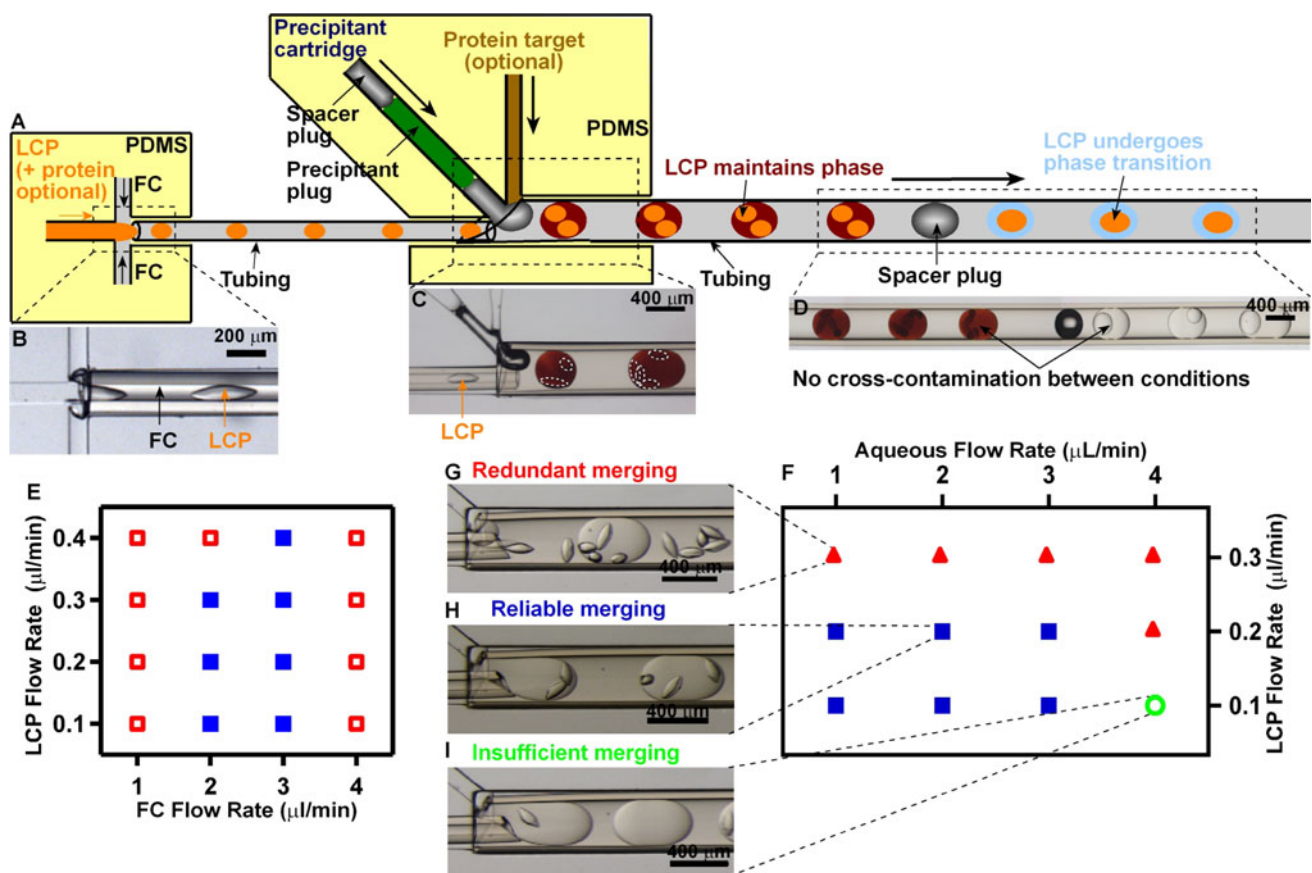 Precipitant
cartridge
Protein target
(optional)
A
PDMS
LCP
(+ protein
optional)
FC
FC
Tubing
Spacer
plug
Precipitant
plug
PDMS
LCP maintains phase
LCP undergoes
phase transition
Tubing
Spacer plug
B
200 μm
FC
LCP
C
400 μm
LCP
D
400 μm
No cross-contamination between conditions
E
LCP Flow Rate (μl/min)
0.4
0.3
0.2
0.1
1 2 3 4
FC Flow Rate (μl/min)
G Redundant merging
400 μm
H Reliable merging
400 μm
I Insufficient merging
400 μm
Aqueous Flow Rate (μL/min)
F 1 2 3 4
0.3
0.2
0.1
LCP Flow Rate (μl/min)